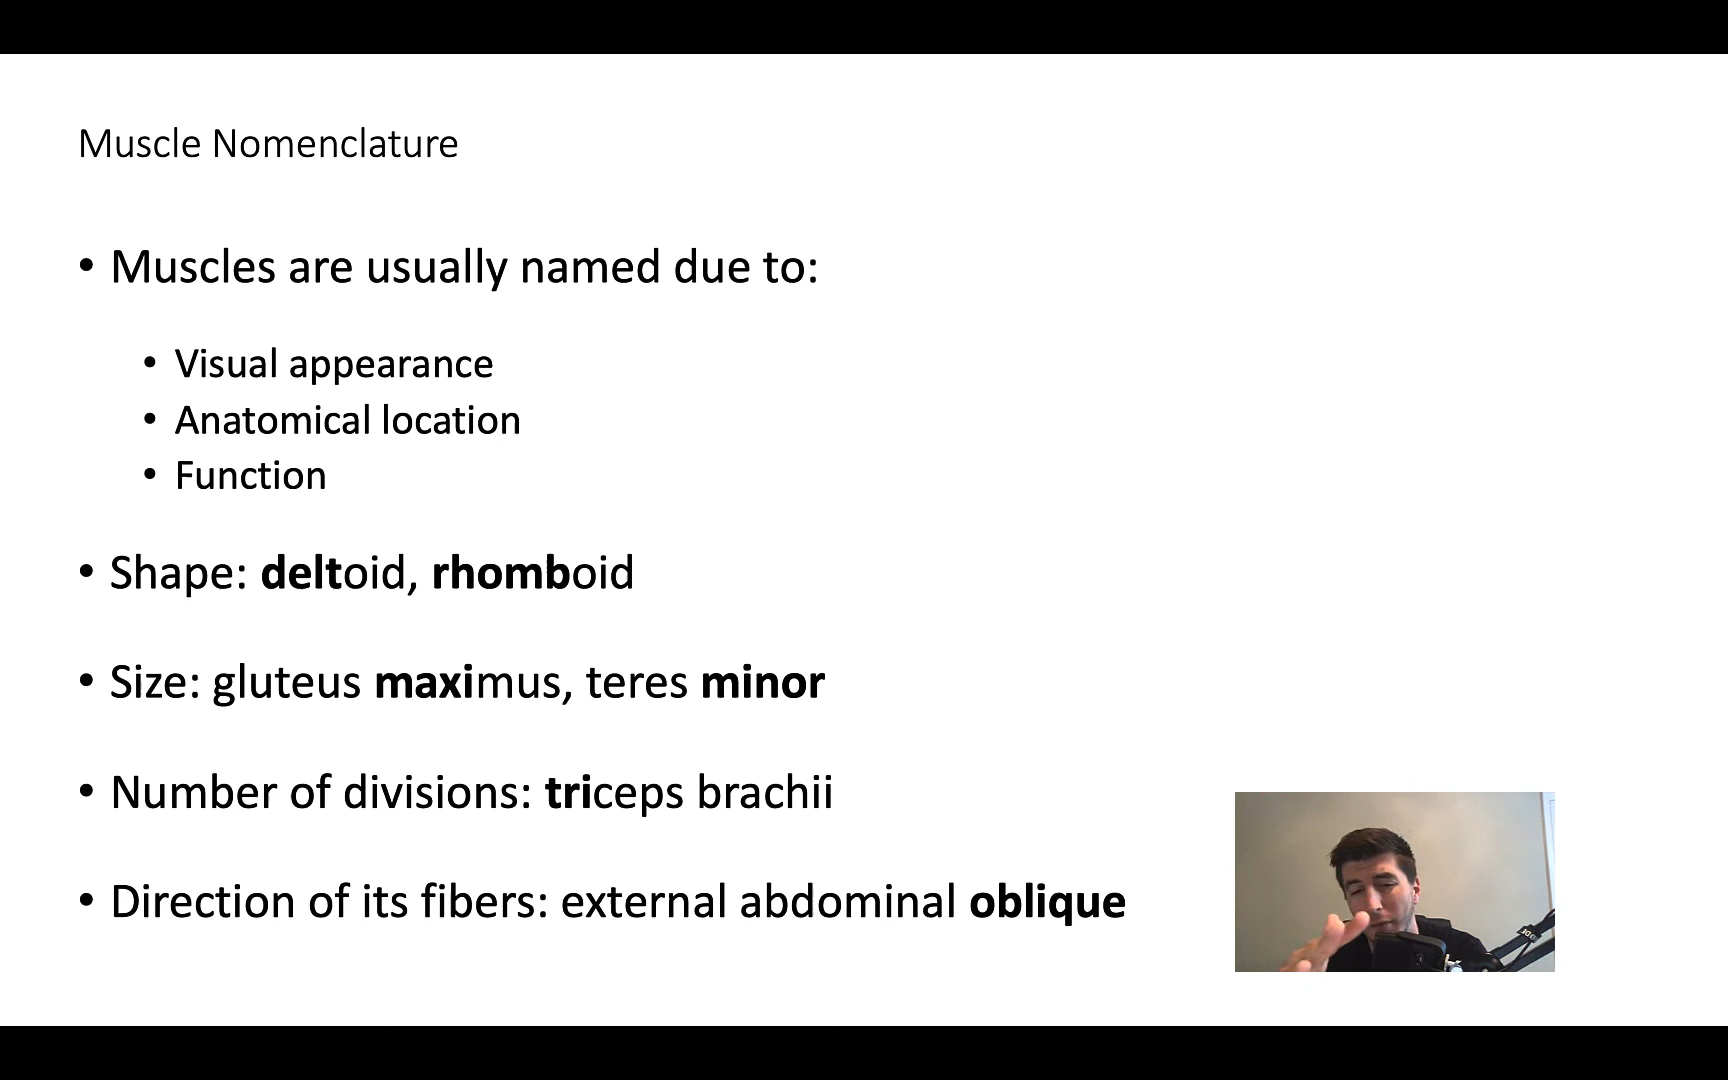 Muscle Nomenclature
• Muscles are usually named due to:
• Visual appearance
• Anatomical location
• Function
• Shape: deltoid, rhomboid
• Size: gluteus maximus, teres minor
• Number of divisions: triceps brachii
• Direction of its fibers: external abdominal oblique